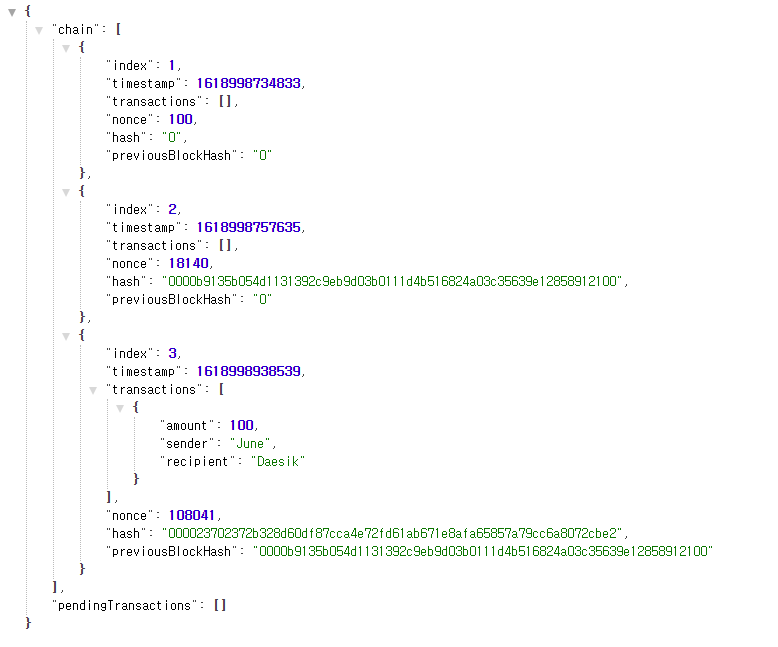 {
"chain": [
{
"index": 1,
"timestamp": 1618998734833,
"transactions": [],
"nonce": 100,
"hash": "0",
"previousBlockHash": "0"
},
{
"index": 2,
"timestamp": 1618998757635,
"transactions": [],
"nonce": 18140,
"hash": "0000b9135b054d1131392c9eb9d03b0111d4b516824a03c35639e12858912100",
"previousBlockHash": "0"
},
{
"index": 3,
"timestamp": 1618998938539,
"transactions": [
{
"amount": 100,
"sender": "June",
"recipient": "Daesik"
}
],
"nonce": 108041,
"hash": "000023702372b328d60df87cca4e72fd61ab671e8afa65857a79cc6a8072cbe2",
"previousBlockHash": "0000b9135b054d1131392c9eb9d03b0111d4b516824a03c35639e12858912100"
}
],
"pendingTransactions": []
}